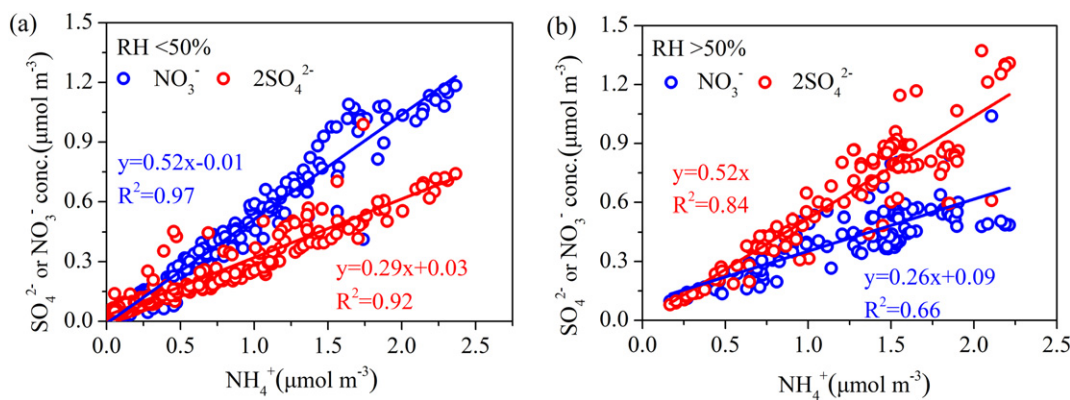 (a)
RH <50%
NO₃⁻ 2SO₄²⁻
y=0.52x-0.01
R²=0.97
y=0.29x+0.03
R²=0.92
SO₄²⁻ or NO₃⁻ conc.(μmol m⁻³)
1.5
1.2
0.9
0.6
0.3
0.0
0.0 0.5 1.0 1.5 2.0 2.5
NH₄⁺(μmol m⁻³)
(b)
RH >50%
NO₃⁻ 2SO₄²⁻
y=0.52x
R²=0.84
y=0.26x+0.09
R²=0.66
SO₄²⁻ or NO₃⁻ conc.(μmol m⁻³)
1.5
1.2
0.9
0.6
0.3
0.0
0.0 0.5 1.0 1.5 2.0 2.5
NH₄⁺(μmol m⁻³)